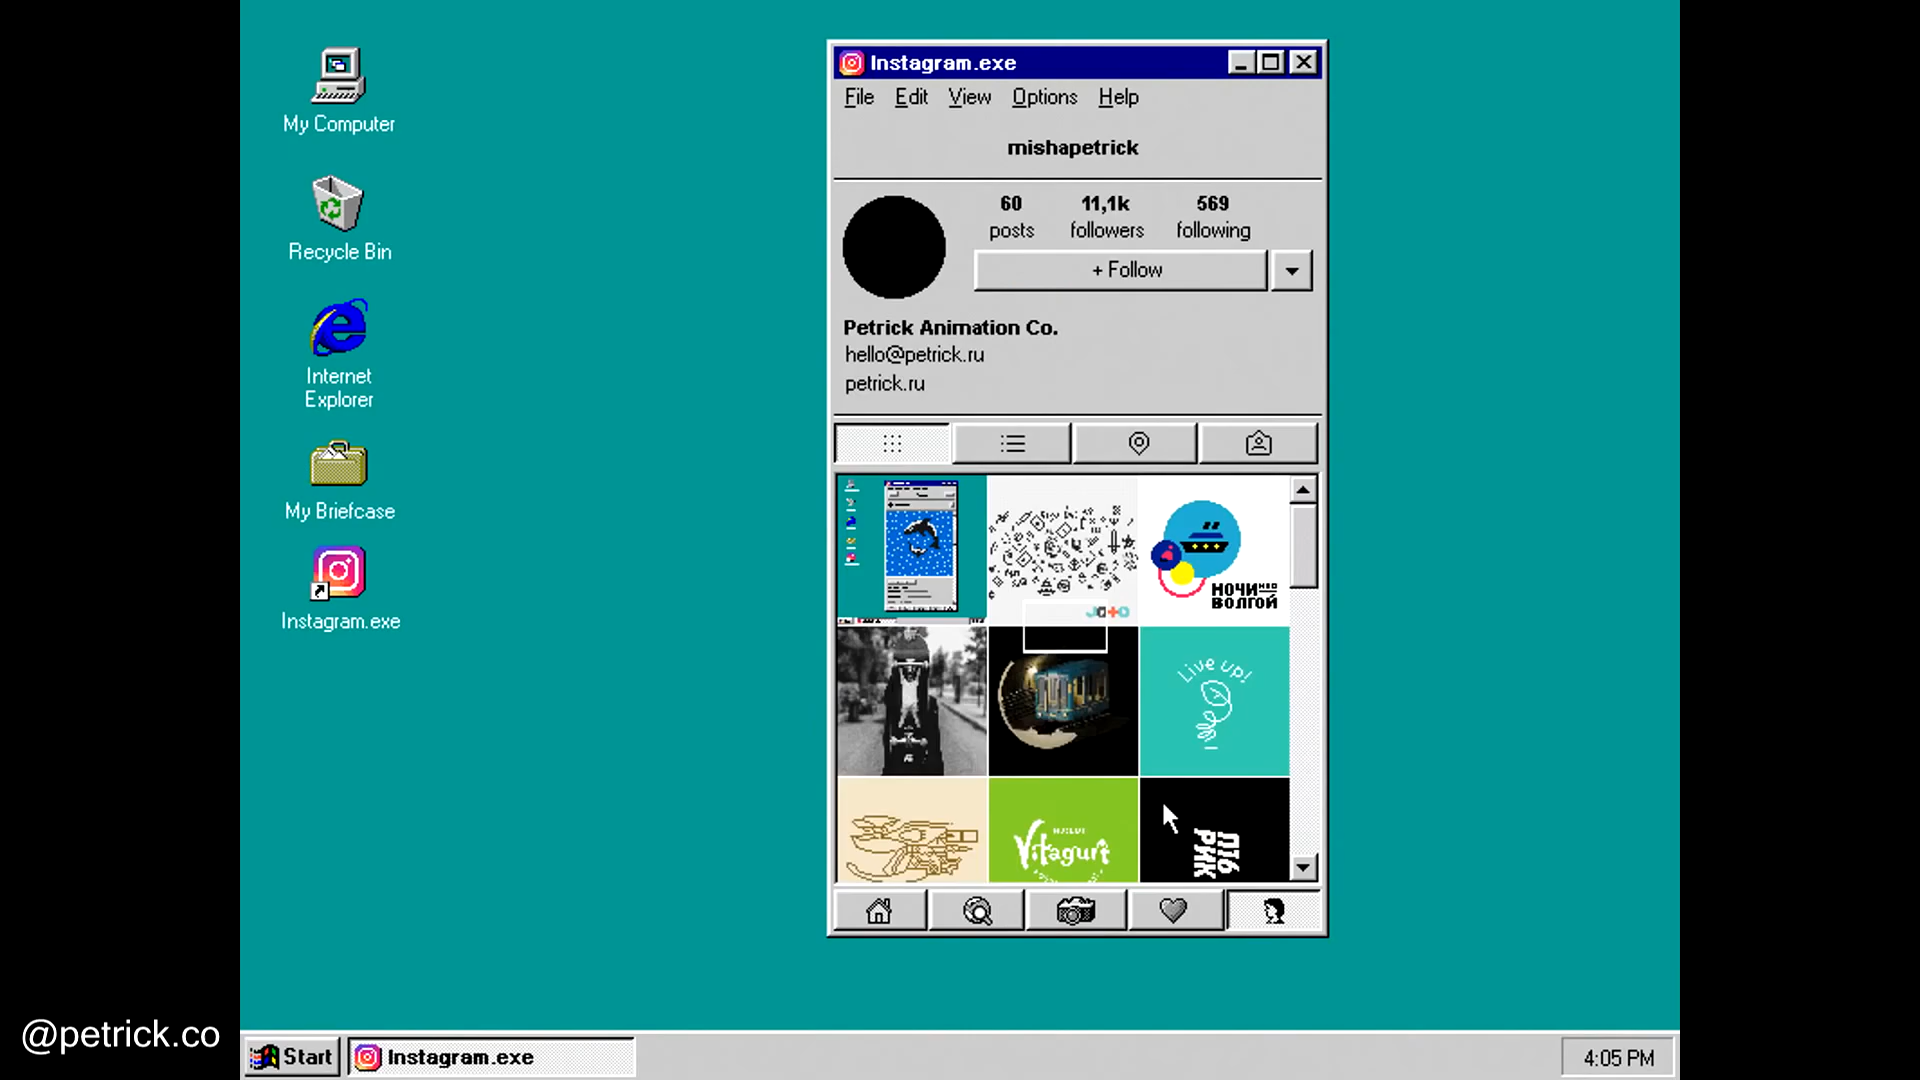 My Computer
Recycle Bin
Internet
Explorer
My Briefcase
Instagram.exe
Instagram.exe
File Edit View Options Help
mishapetrick
60 11,1k 569
posts followers following
+ Follow
Petrick Animation Co.
hello@petrick.ru
petrick.ru
НОЧИ НАД
ВОЛГОЙ
Live up!
Vitagurt
@petrick.co
Start
Instagram.exe
4:05 PM